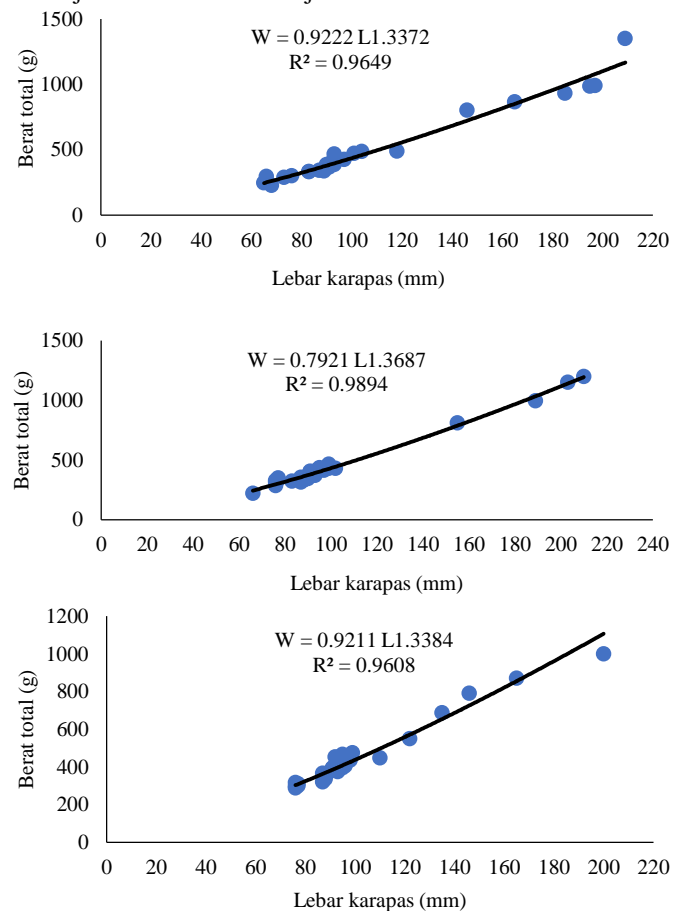 W = 0.9222 L1.3372
R² = 0.9649
Berat total (g)
1500
1000
500
0
0 20 40 60 80 100 120 140 160 180 200 220
Lebar karapas (mm)
W = 0.7921 L1.3687
R² = 0.9894
Berat total (g)
1500
1000
500
0
0 20 40 60 80 100 120 140 160 180 200 220 240
Lebar karapas (mm)
W = 0.9211 L1.3384
R² = 0.9608
Berat total (g)
1200
1000
800
600
400
200
0
0 20 40 60 80 100 120 140 160 180 200 220
Lebar karapas (mm)